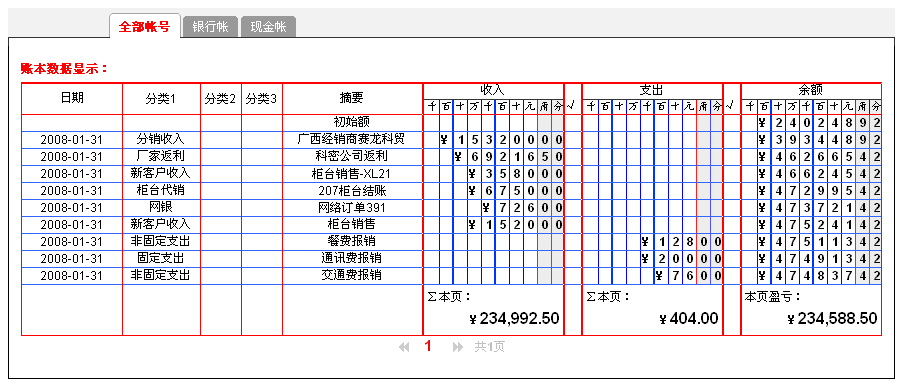 全部帐号 银行帐 现金帐
账本数据显示：
日期 分类1 分类2 分类3 摘要 收入 支出 余额
千百十万千百十元角分 √ 千百十万千百十元角分 √ 千百十万千百十元角分
初始额 ¥24024892
2008-01-31 分销收入 广西经销商赛龙科贸 ¥15320000 ¥39344892
2008-01-31 厂家返利 科密公司返利 ¥6921650 ¥46266542
2008-01-31 新客户收入 柜台销售-XL21 ¥358000 ¥46624542
2008-01-31 柜台代销 207柜台结账 ¥675000 ¥47299542
2008-01-31 网银 网络订单391 ¥72600 ¥47372142
2008-01-31 新客户收入 柜台销售 ¥152000 ¥47524142
2008-01-31 非固定支出 餐费报销 ¥12800 ¥47511342
2008-01-31 固定支出 通讯费报销 ¥20000 ¥47491342
2008-01-31 非固定支出 交通费报销 ¥7600 ¥47483742
∑本页： ∑本页： 本页盈亏：
¥234,992.50 ¥404.00 ¥234,588.50
1 共1页